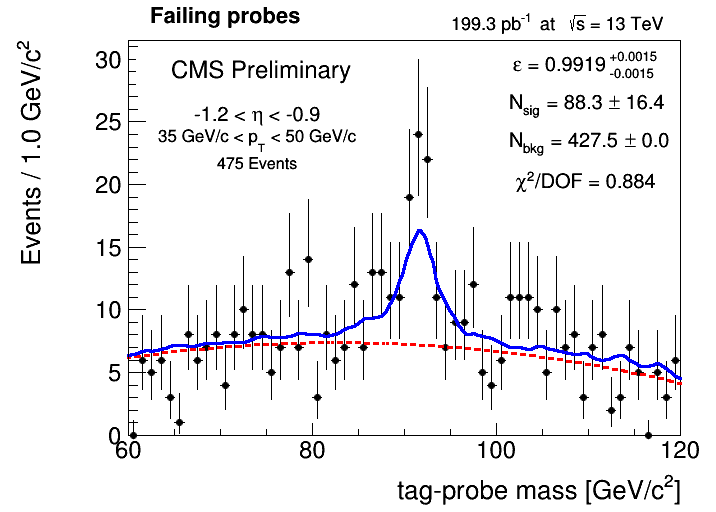 Failing probes
199.3 pb⁻¹ at √s = 13 TeV
CMS Preliminary
-1.2 < η < -0.9
35 GeV/c < p_T < 50 GeV/c
475 Events
ε = 0.9919 +0.0015 -0.0015
N_sig = 88.3 ± 16.4
N_bkg = 427.5 ± 0.0
χ²/DOF = 0.884
Events / 1.0 GeV/c²
30
25
20
15
10
5
0
60
80
100
120
tag-probe mass [GeV/c²]